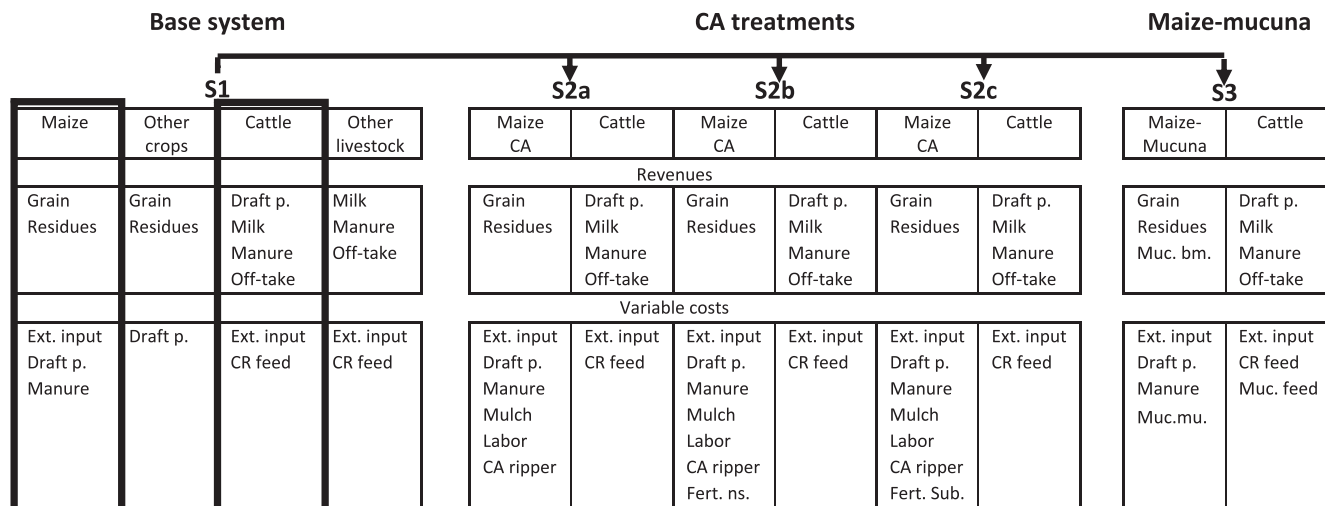 Base system CA treatments Maize-mucuna
S1 S2a S2b S2c S3
Maize Other Cattle Other Maize Cattle Maize Cattle Maize Cattle Maize- Cattle
crops livestock CA CA CA Mucuna
Revenues
Grain Grain Draft p. Milk Grain Draft p. Grain Draft p. Grain Draft p. Grain Draft p.
Residues Residues Milk Manure Residues Milk Residues Milk Residues Milk Residues Milk
Manure Off-take Manure Manure Manure Muc. bm. Manure
Off-take Off-take Off-take Off-take Off-take
Variable costs
Ext. input Draft p. Ext. input Ext. input Ext. input Ext. input Ext. input Ext. input Ext. input Ext. input Ext. input Ext. input
Draft p. CR feed CR feed Draft p. CR feed Draft p. CR feed Draft p. CR feed Draft p. CR feed
Manure Manure Manure Manure Manure Muc. feed
Mulch Mulch Mulch Muc.mu.
Labor Labor Labor
CA ripper CA ripper CA ripper
Fert. ns. Fert. Sub.